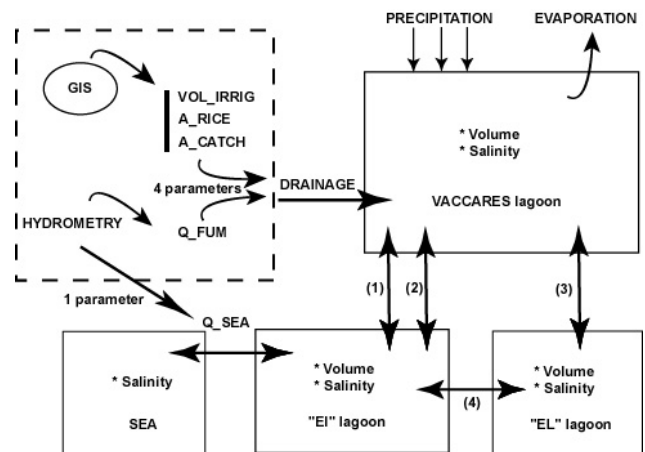 PRECIPITATION
EVAPORATION
GIS
VOL_IRRIG
A_RICE
A_CATCH
4 parameters
HYDROMETRY
Q_FUM
DRAINAGE
* Volume
* Salinity
VACCARES lagoon
1 parameter
(1)
(2)
(3)
Q_SEA
* Salinity
SEA
* Volume
* Salinity
"EI" lagoon
(4)
* Volume
* Salinity
"EL" lagoon